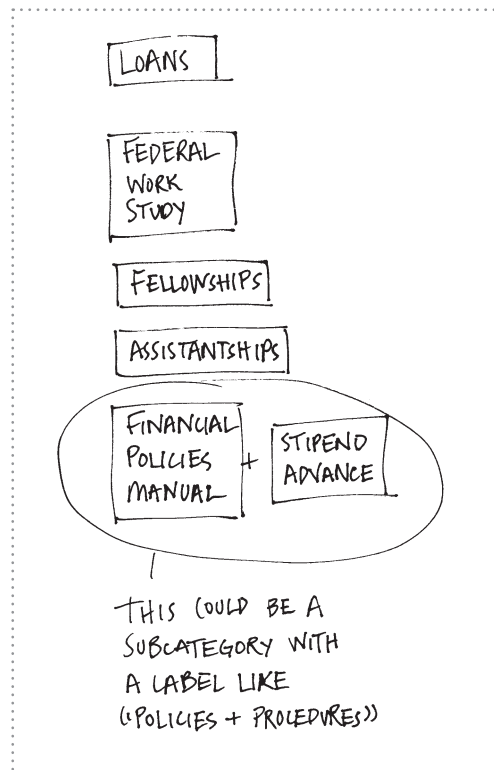 LOANS
FEDERAL
WORK
STUDY
FELLOWSHIPS
ASSISTANTSHIPS
FINANCIAL
POLICIES
MANUAL
+
STIPEND
ADVANCE
THIS COULD BE A
SUBCATEGORY WITH
A LABEL LIKE
("POLICIES + PROCEDURES")